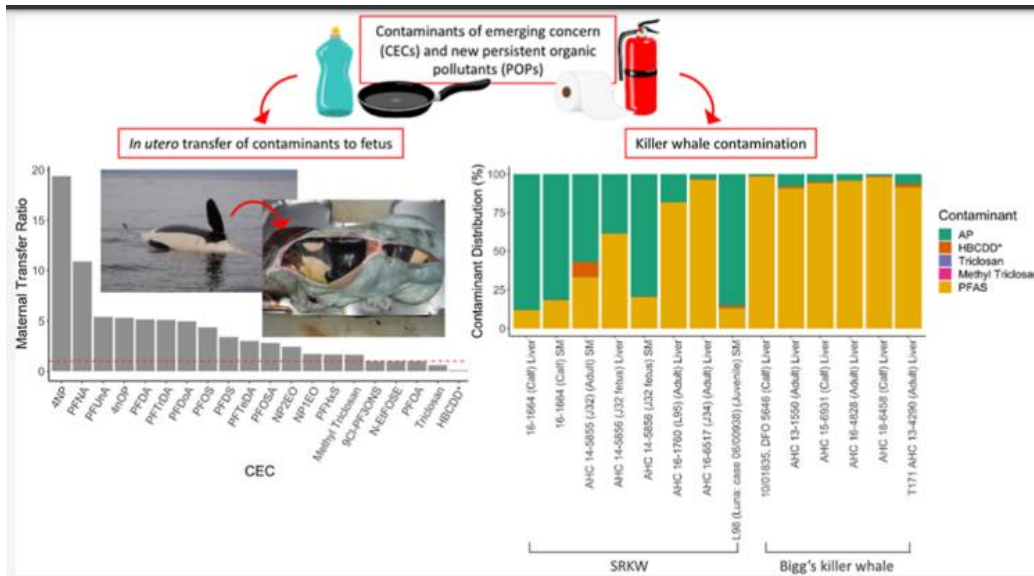 Contaminants of emerging concern
(CECs) and new persistent organic
pollutants (POPs)
In utero transfer of contaminants to fetus
Killer whale contamination
Maternal Transfer Ratio
20
15
10
5
0
4NP
PFNA
PFUnA
4nOP
PFDA
PFTrDA
PFDoA
PFOS
PFDS
PFTeDA
PFOSA
NP2EO
NP1EO
PFHxS
Methyl Triclosan
9Cl-PF3ONS
N-EtFOSE
PFOA
Triclosan
HBCDD*
CEC
Contaminant Distribution (%)
100
75
50
25
0
16-1664 (Calf) Liver
16-1664 (Calf) SM
AHC 14-5855 (J32) (Adult) SM
AHC 14-5856 (J32 fetus) Liver
AHC 14-5856 (J32 fetus) SM
AHC 16-1760 (L95) (Adult) Liver
AHC 16-6517 (J34) (Adult) Liver
L98 (Luna: case 06/00938) (Juvenile) SM
10/01835, DFO 5646 (Calf) Liver
AHC 13-1550 (Adult) Liver
AHC 15-6931 (Calf) Liver
AHC 16-4828 (Adult) Liver
AHC 18-6458 (Calf) Liver
T171 AHC 13-4290 (Adult) Liver
SRKW
Bigg's killer whale
Contaminant
AP
HBCDD*
Triclosan
Methyl Triclosan
PFAS